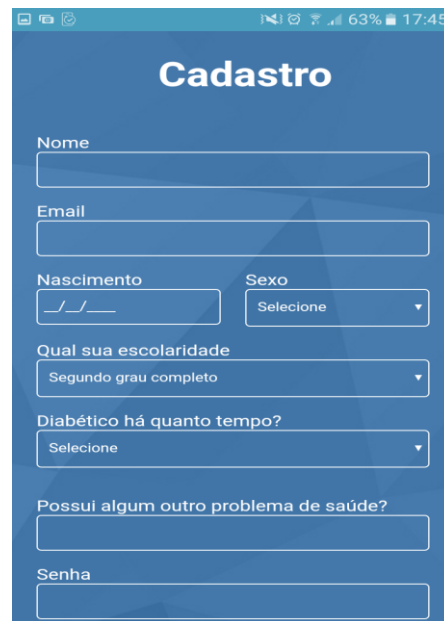 63% 17:45
Cadastro
Nome
Email
Nascimento Sexo
__/__/____ Selecione
Qual sua escolaridade
Segundo grau completo
Diabético há quanto tempo?
Selecione
Possui algum outro problema de saúde?
Senha